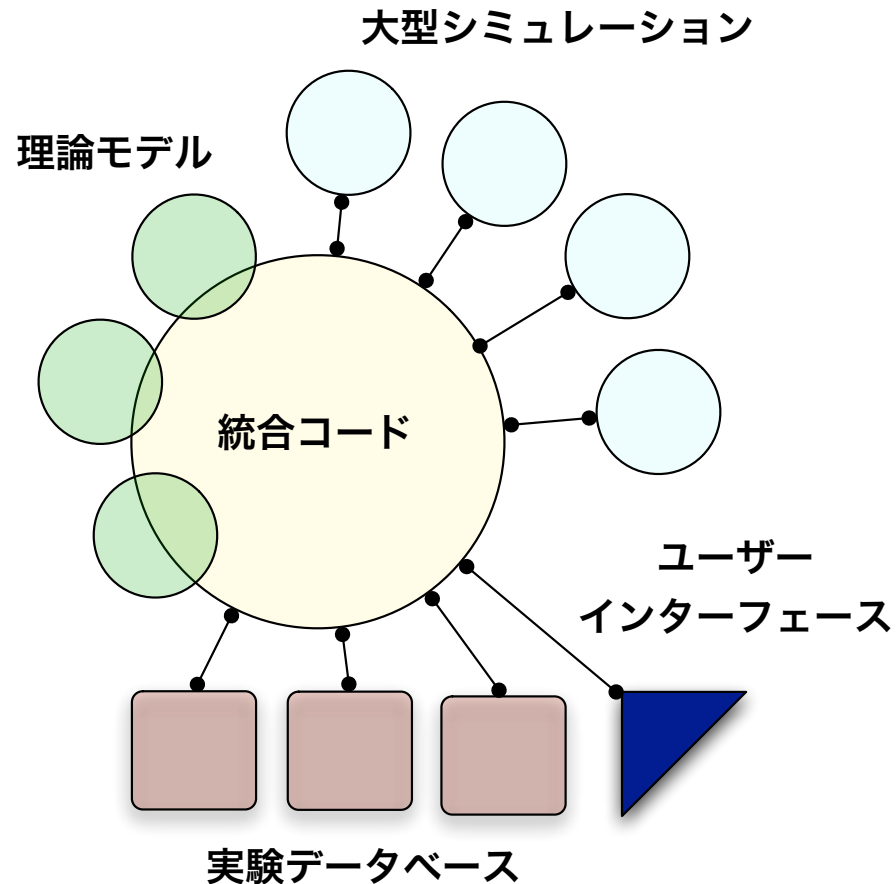 大型シミュレーション
理論モデル
統合コード
ユーザー
インターフェース
実験データベース